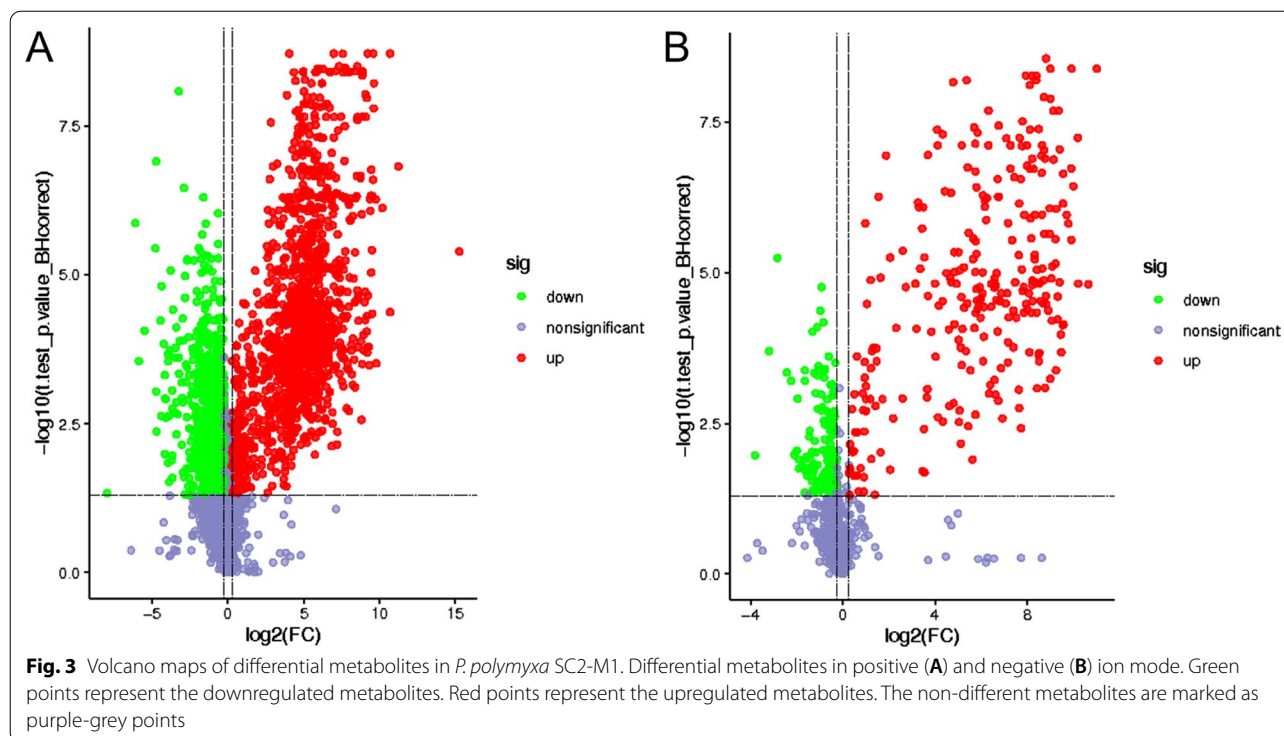 A
B
-log10(t.test_p.value_BHcorrect)
7.5
5.0
2.5
0.0
-5
0
5
10
15
log2(FC)
sig
down
nonsignificant
up
-log10(t.test_p.value_BHcorrect)
7.5
5.0
2.5
0.0
-4
0
4
8
log2(FC)
sig
down
nonsignificant
up
Fig. 3 Volcano maps of differential metabolites in P. polymyxa SC2-M1. Differential metabolites in positive (A) and negative (B) ion mode. Green
points represent the downregulated metabolites. Red points represent the upregulated metabolites. The non-different metabolites are marked as
purple-grey points